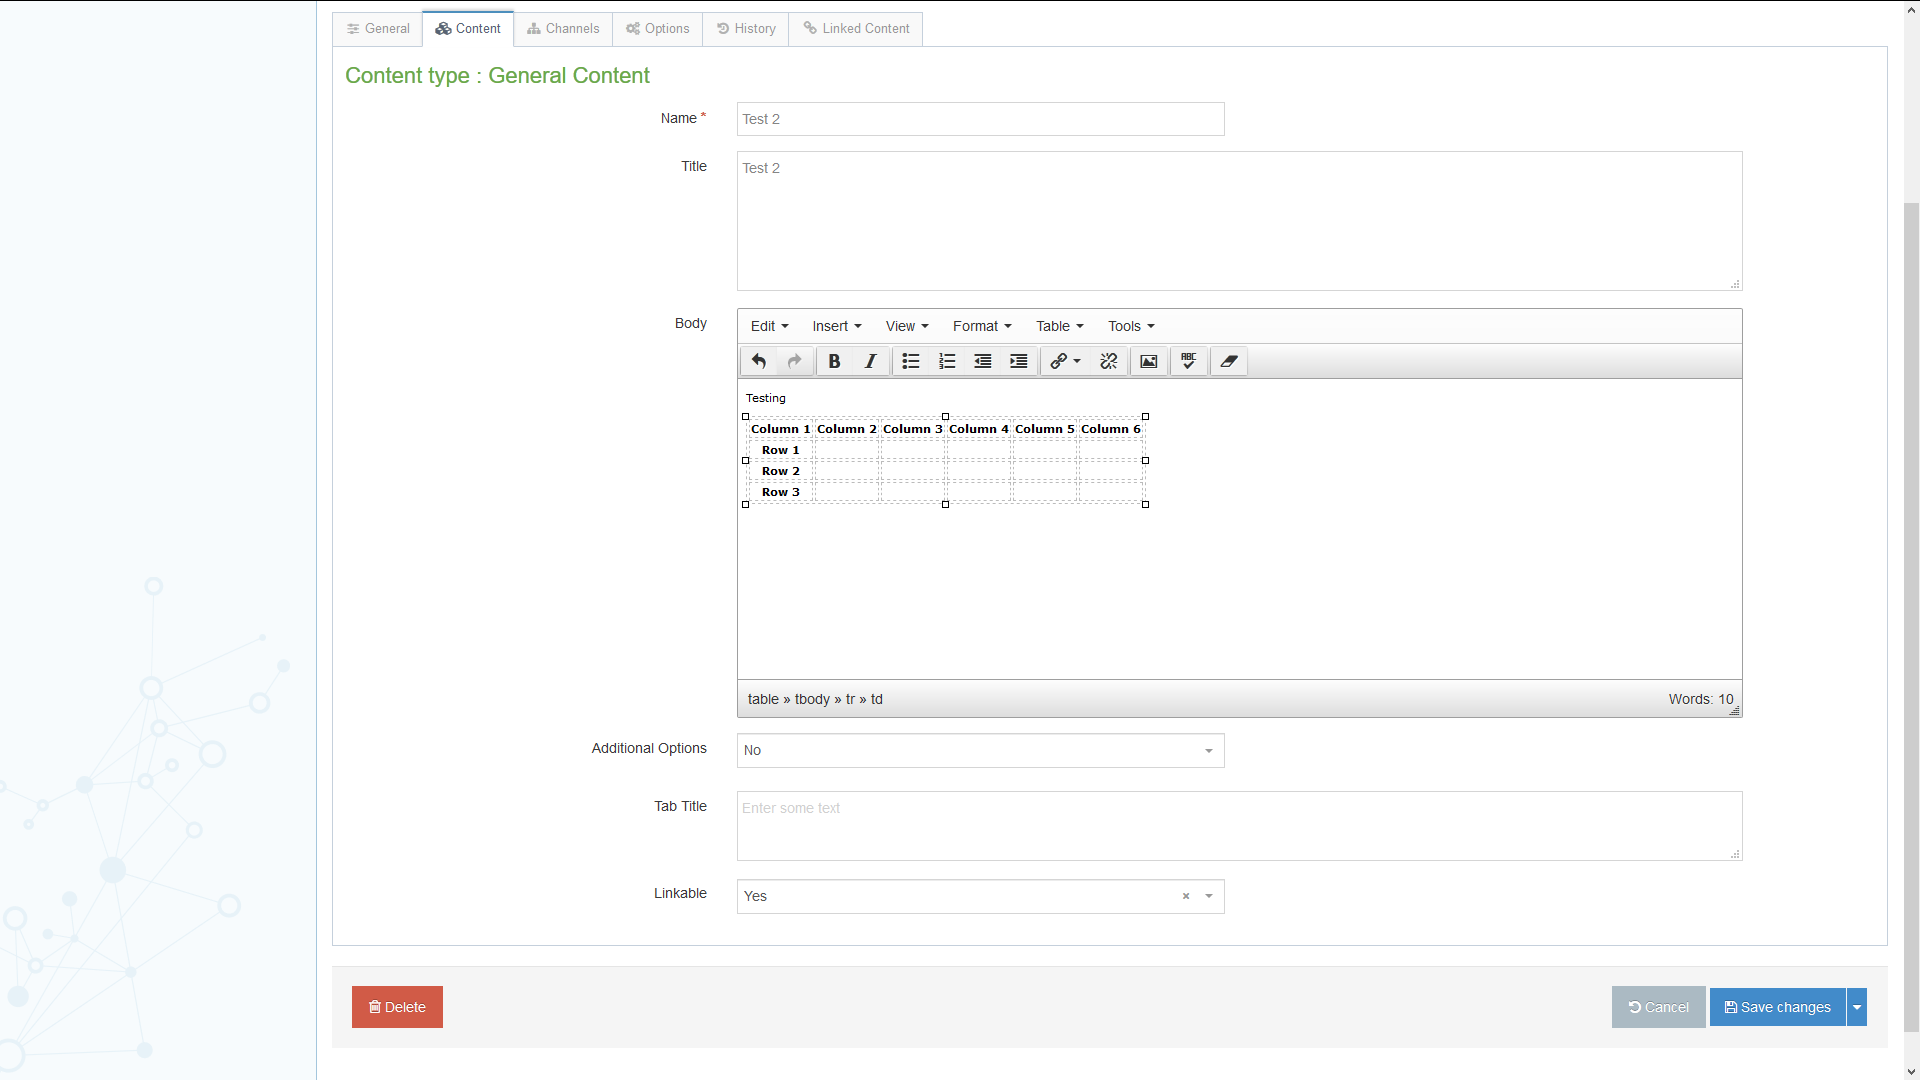 General Content Channels Options History Linked Content
Content type : General Content
Name * Test 2
Title Test 2
Body Edit Insert View Format Table Tools
B I ABC
Testing
Column 1 Column 2 Column 3 Column 4 Column 5 Column 6
Row 1
Row 2
Row 3
table » tbody » tr » td Words: 10
Additional Options No
Tab Title Enter some text
Linkable Yes ×
Delete Cancel Save changes